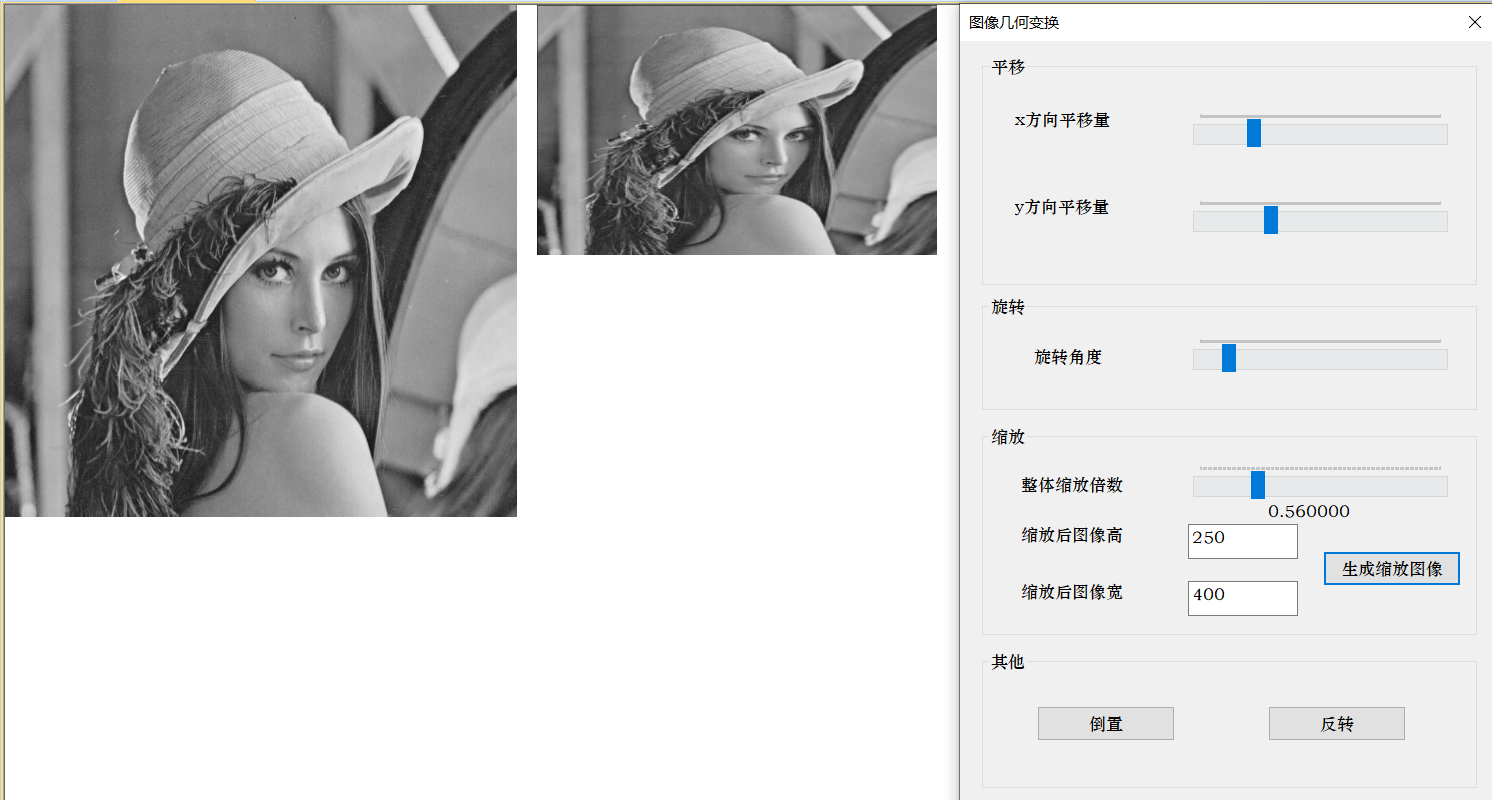 图像几何变换
平移
x方向平移量
y方向平移量
旋转
旋转角度
缩放
整体缩放倍数
0.560000
缩放后图像高
250
生成缩放图像
缩放后图像宽
400
其他
倒置
反转